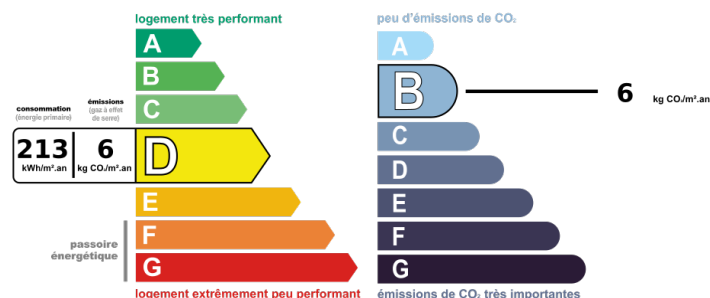 logement très performant
A
B
C
consommation
(énergie primaire)
émissions
(gaz à effet
de serre)
213
kWh/m².an
6
kg CO₂/m².an
D
E
F
G
passoire
énergétique
logement extrêmement peu performant
peu d'émissions de CO₂
A
B
6 kg CO₂/m².an
C
D
E
F
G
émissions de CO₂ très importantes